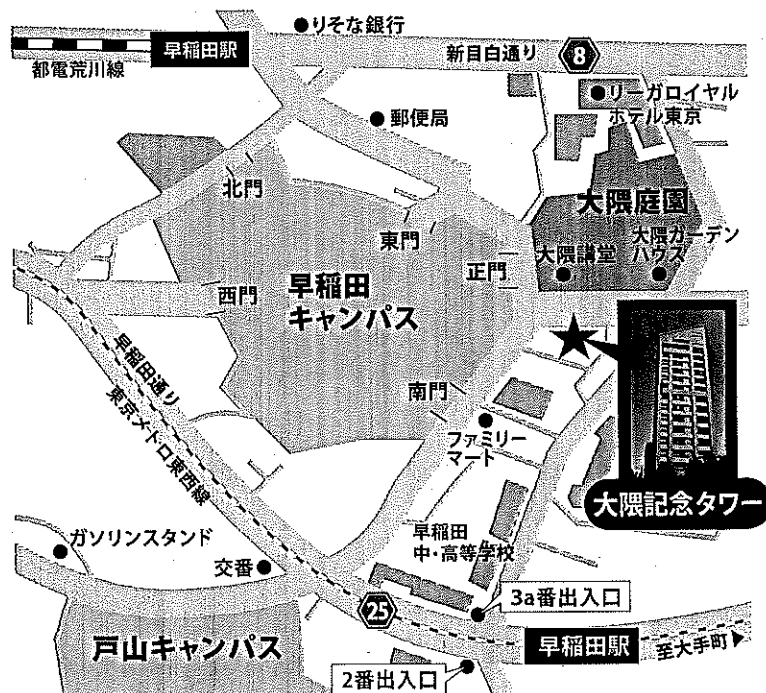 りそな銀行
早稲田駅
都電荒川線
新目白通り
8
リーガロイヤル
ホテル東京
郵便局
北門
東門
大隈庭園
正門
大隈講堂
大隈ガーデン
ハウス
西門
早稲田
キャンパス
早稲田通り
東京メトロ東西線
南門
ファミリー
マート
大隈記念タワー
早稲田
中・高等学校
ガソリンスタンド
交番
3a番出入口
25
早稲田駅
至大手町
戸山キャンパス
2番出入口